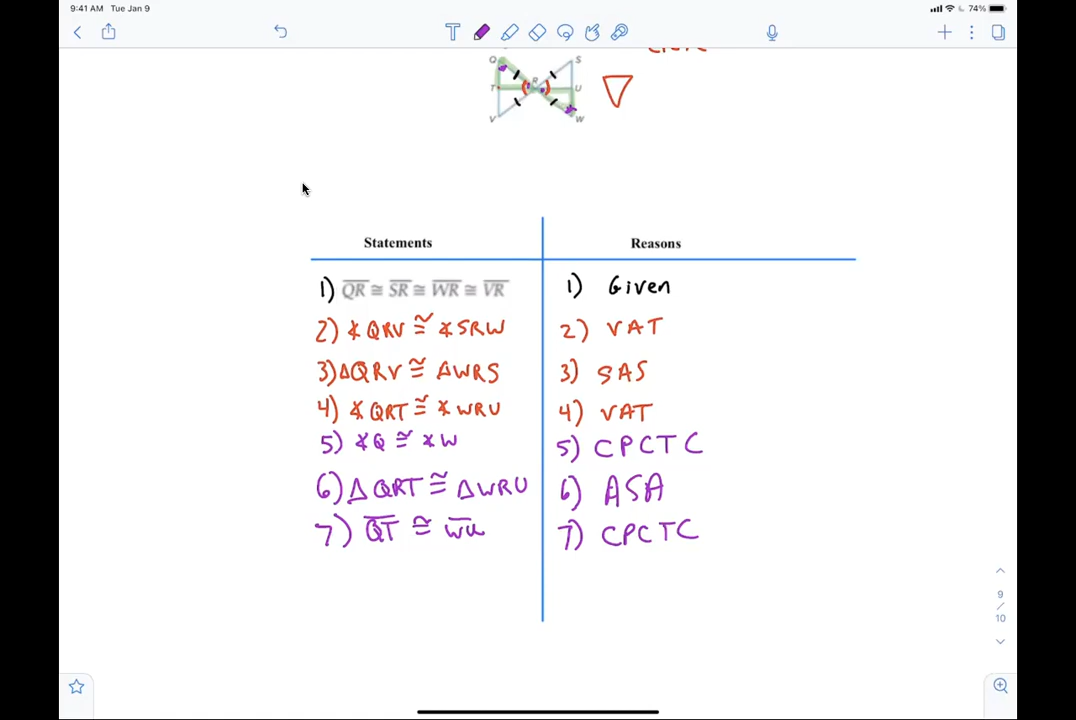 9:41 AM Tue Jan 9
74%
T
Q S
R
T U
V W
Statements Reasons
1) QR ≅ SR ≅ WR ≅ VR 1) Given
2) ∡QRV ≅ ∡SRW 2) VAT
3) ΔQRV ≅ ΔWRS 3) SAS
4) ∡QRT ≅ ∡WRU 4) VAT
5) ∡Q ≅ ∡W 5) CPCTC
6) ΔQRT ≅ ΔWRU 6) ASA
7) QT ≅ WU 7) CPCTC
9
/
10